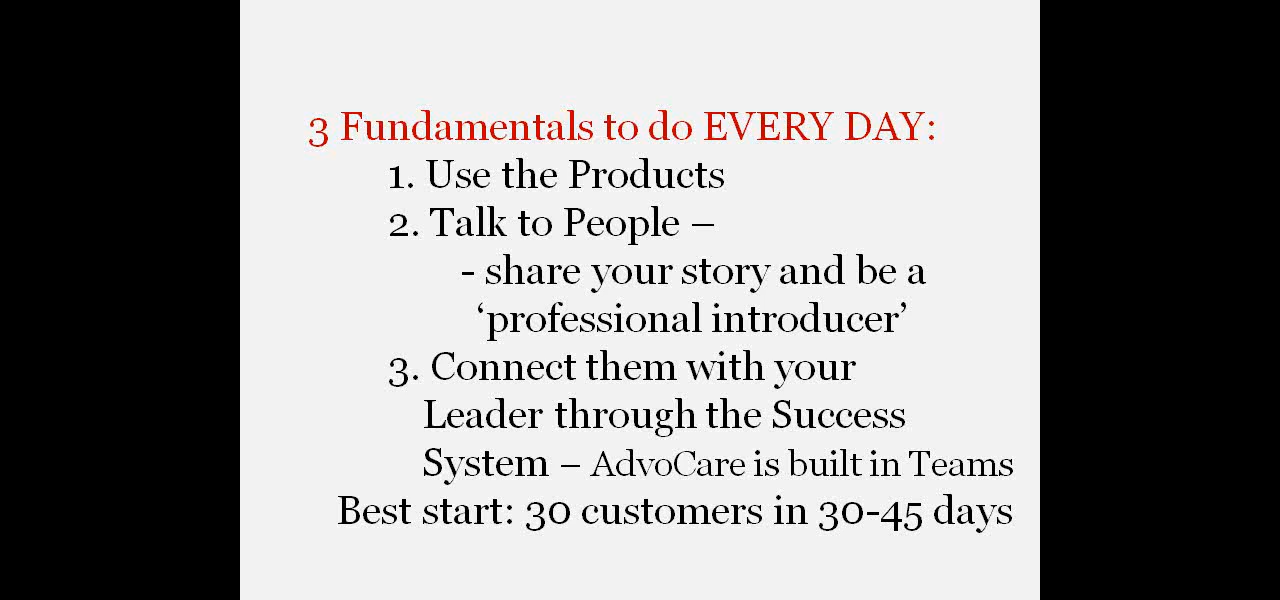 3 Fundamentals to do EVERY DAY:
1. Use the Products
2. Talk to People –
- share your story and be a
‘professional introducer’
3. Connect them with your
Leader through the Success
System – AdvoCare is built in Teams
Best start: 30 customers in 30-45 days